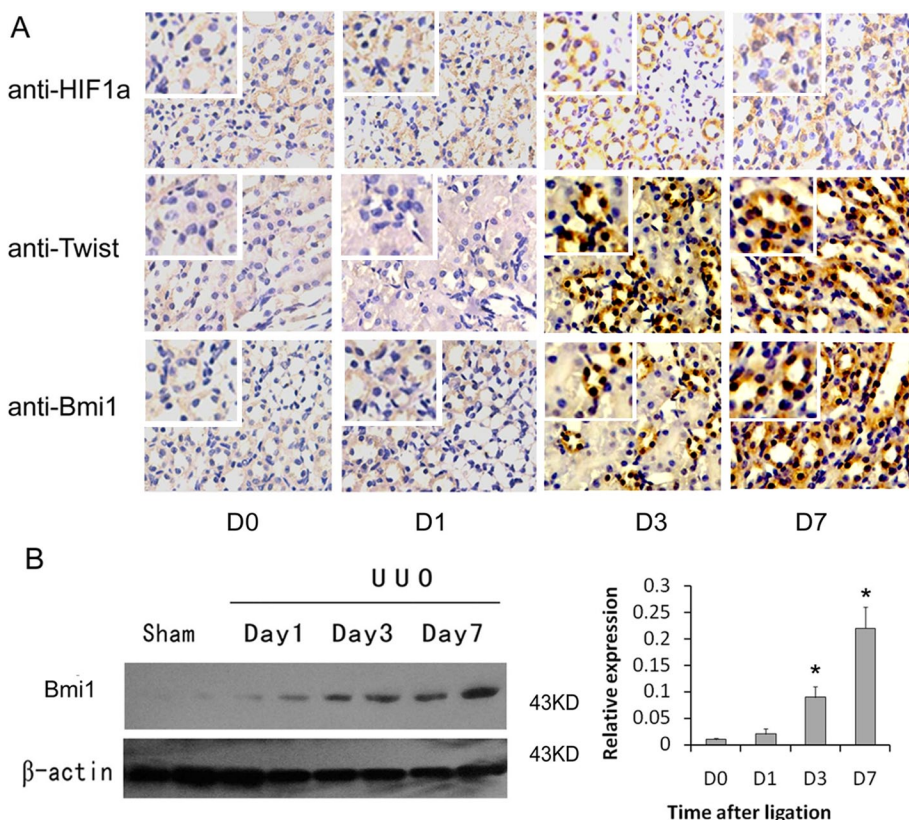 A
anti-HIF1a
anti-Twist
anti-Bmi1
D0 D1 D3 D7
B
UUO
Sham Day1 Day3 Day7
Bmi1 43KD
β-actin 43KD
Relative expression
0.3
0.25
0.2
0.15
0.1
0.05
0
*
*
D0 D1 D3 D7
Time after ligation